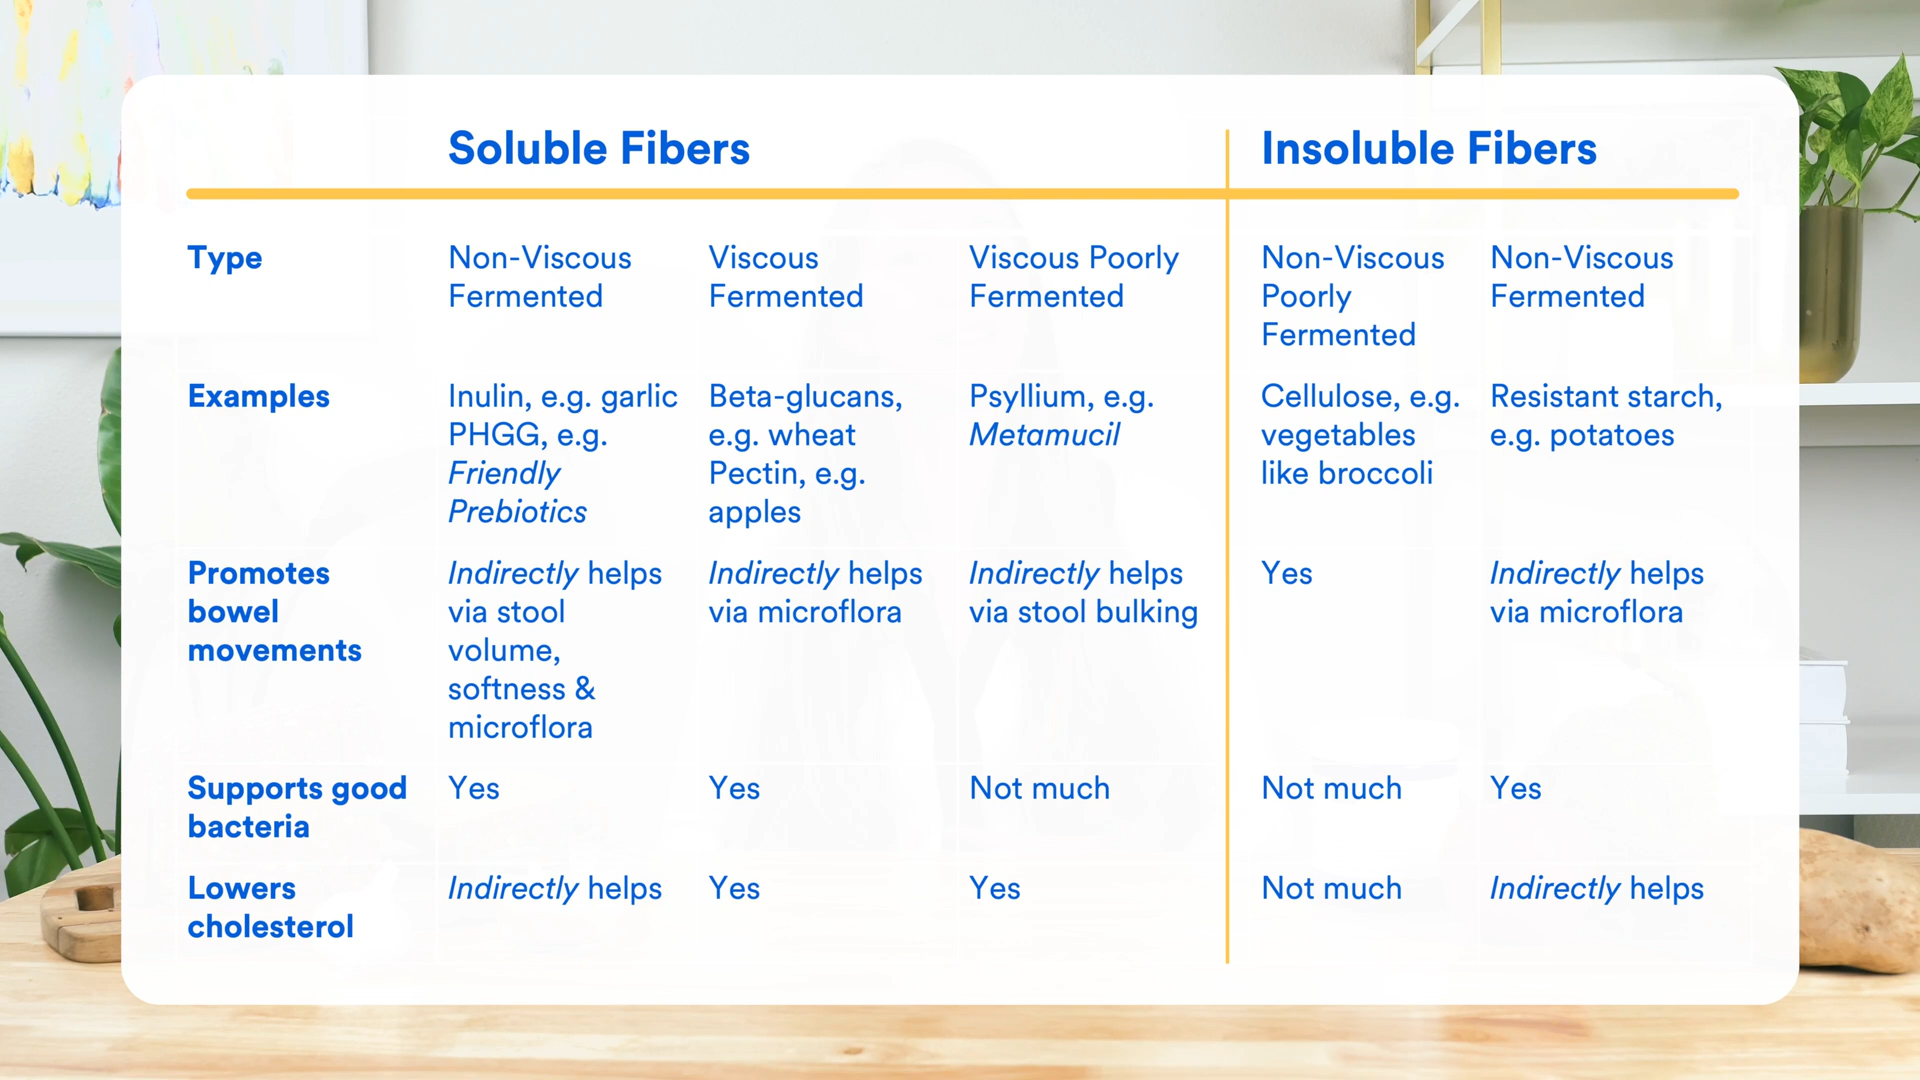 Soluble Fibers
Insoluble Fibers
Type
Non-Viscous
Fermented
Viscous
Fermented
Viscous Poorly
Fermented
Non-Viscous
Poorly
Fermented
Non-Viscous
Fermented
Examples
Inulin, e.g. garlic
PHGG, e.g.
Friendly
Prebiotics
Beta-glucans,
e.g. wheat
Pectin, e.g.
apples
Psyllium, e.g.
Metamucil
Cellulose, e.g.
vegetables
like broccoli
Resistant starch,
e.g. potatoes
Promotes
bowel
movements
Indirectly helps
via stool
volume,
softness &
microflora
Indirectly helps
via microflora
Indirectly helps
via stool bulking
Yes
Indirectly helps
via microflora
Supports good
bacteria
Yes
Yes
Not much
Not much
Yes
Lowers
cholesterol
Indirectly helps
Yes
Yes
Not much
Indirectly helps